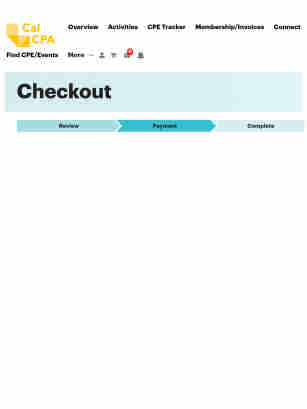 Cal
CPA
Overview Activities CPE Tracker Membership/Invoices Connect
Find CPE/Events More
Checkout
Review Payment Complete